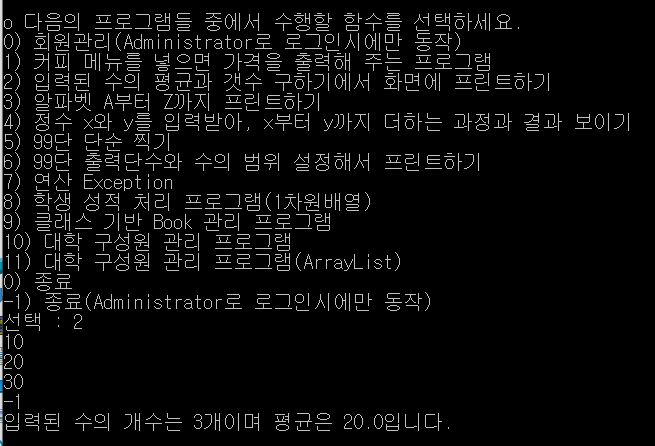 o 다음의 프로그램들 중에서 수행할 함수를 선택하세요.
0) 회원관리(Administrator로 로그인시에만 동작)
1) 커피 메뉴를 넣으면 가격을 출력해 주는 프로그램
2) 입력된 수의 평균과 갯수 구하기에서 화면에 프린트하기
3) 알파벳 A부터 Z까지 프린트하기
4) 정수 x와 y를 입력받아, x부터 y까지 더하는 과정과 결과 보이기
5) 99단 단순 찍기
6) 99단 출력단수와 수의 범위 설정해서 프린트하기
7) 연산 Exception
8) 학생 성적 처리 프로그램(1차원배열)
9) 클래스 기반 Book 관리 프로그램
10) 대학 구성원 관리 프로그램
11) 대학 구성원 관리 프로그램(ArrayList)
0) 종료
-1) 종료(Administrator로 로그인시에만 동작)
선택 : 2
10
20
30
-1
입력된 수의 개수는 3개이며 평균은 20.0입니다.